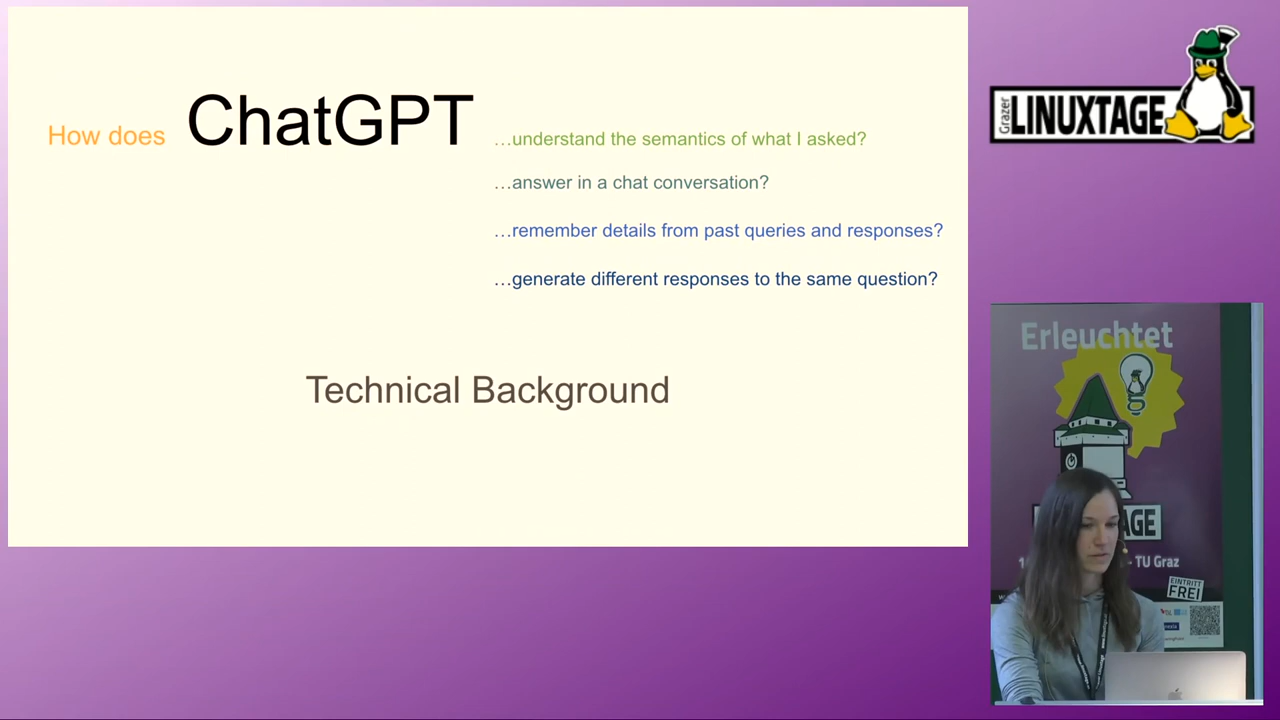 How does ChatGPT …understand the semantics of what I asked?
…answer in a chat conversation?
…remember details from past queries and responses?
…generate different responses to the same question?
Technical Background
Grazer LINUXTAGE
Erleuchtet
AGE
- TU Graz
EINTRITT
FREI